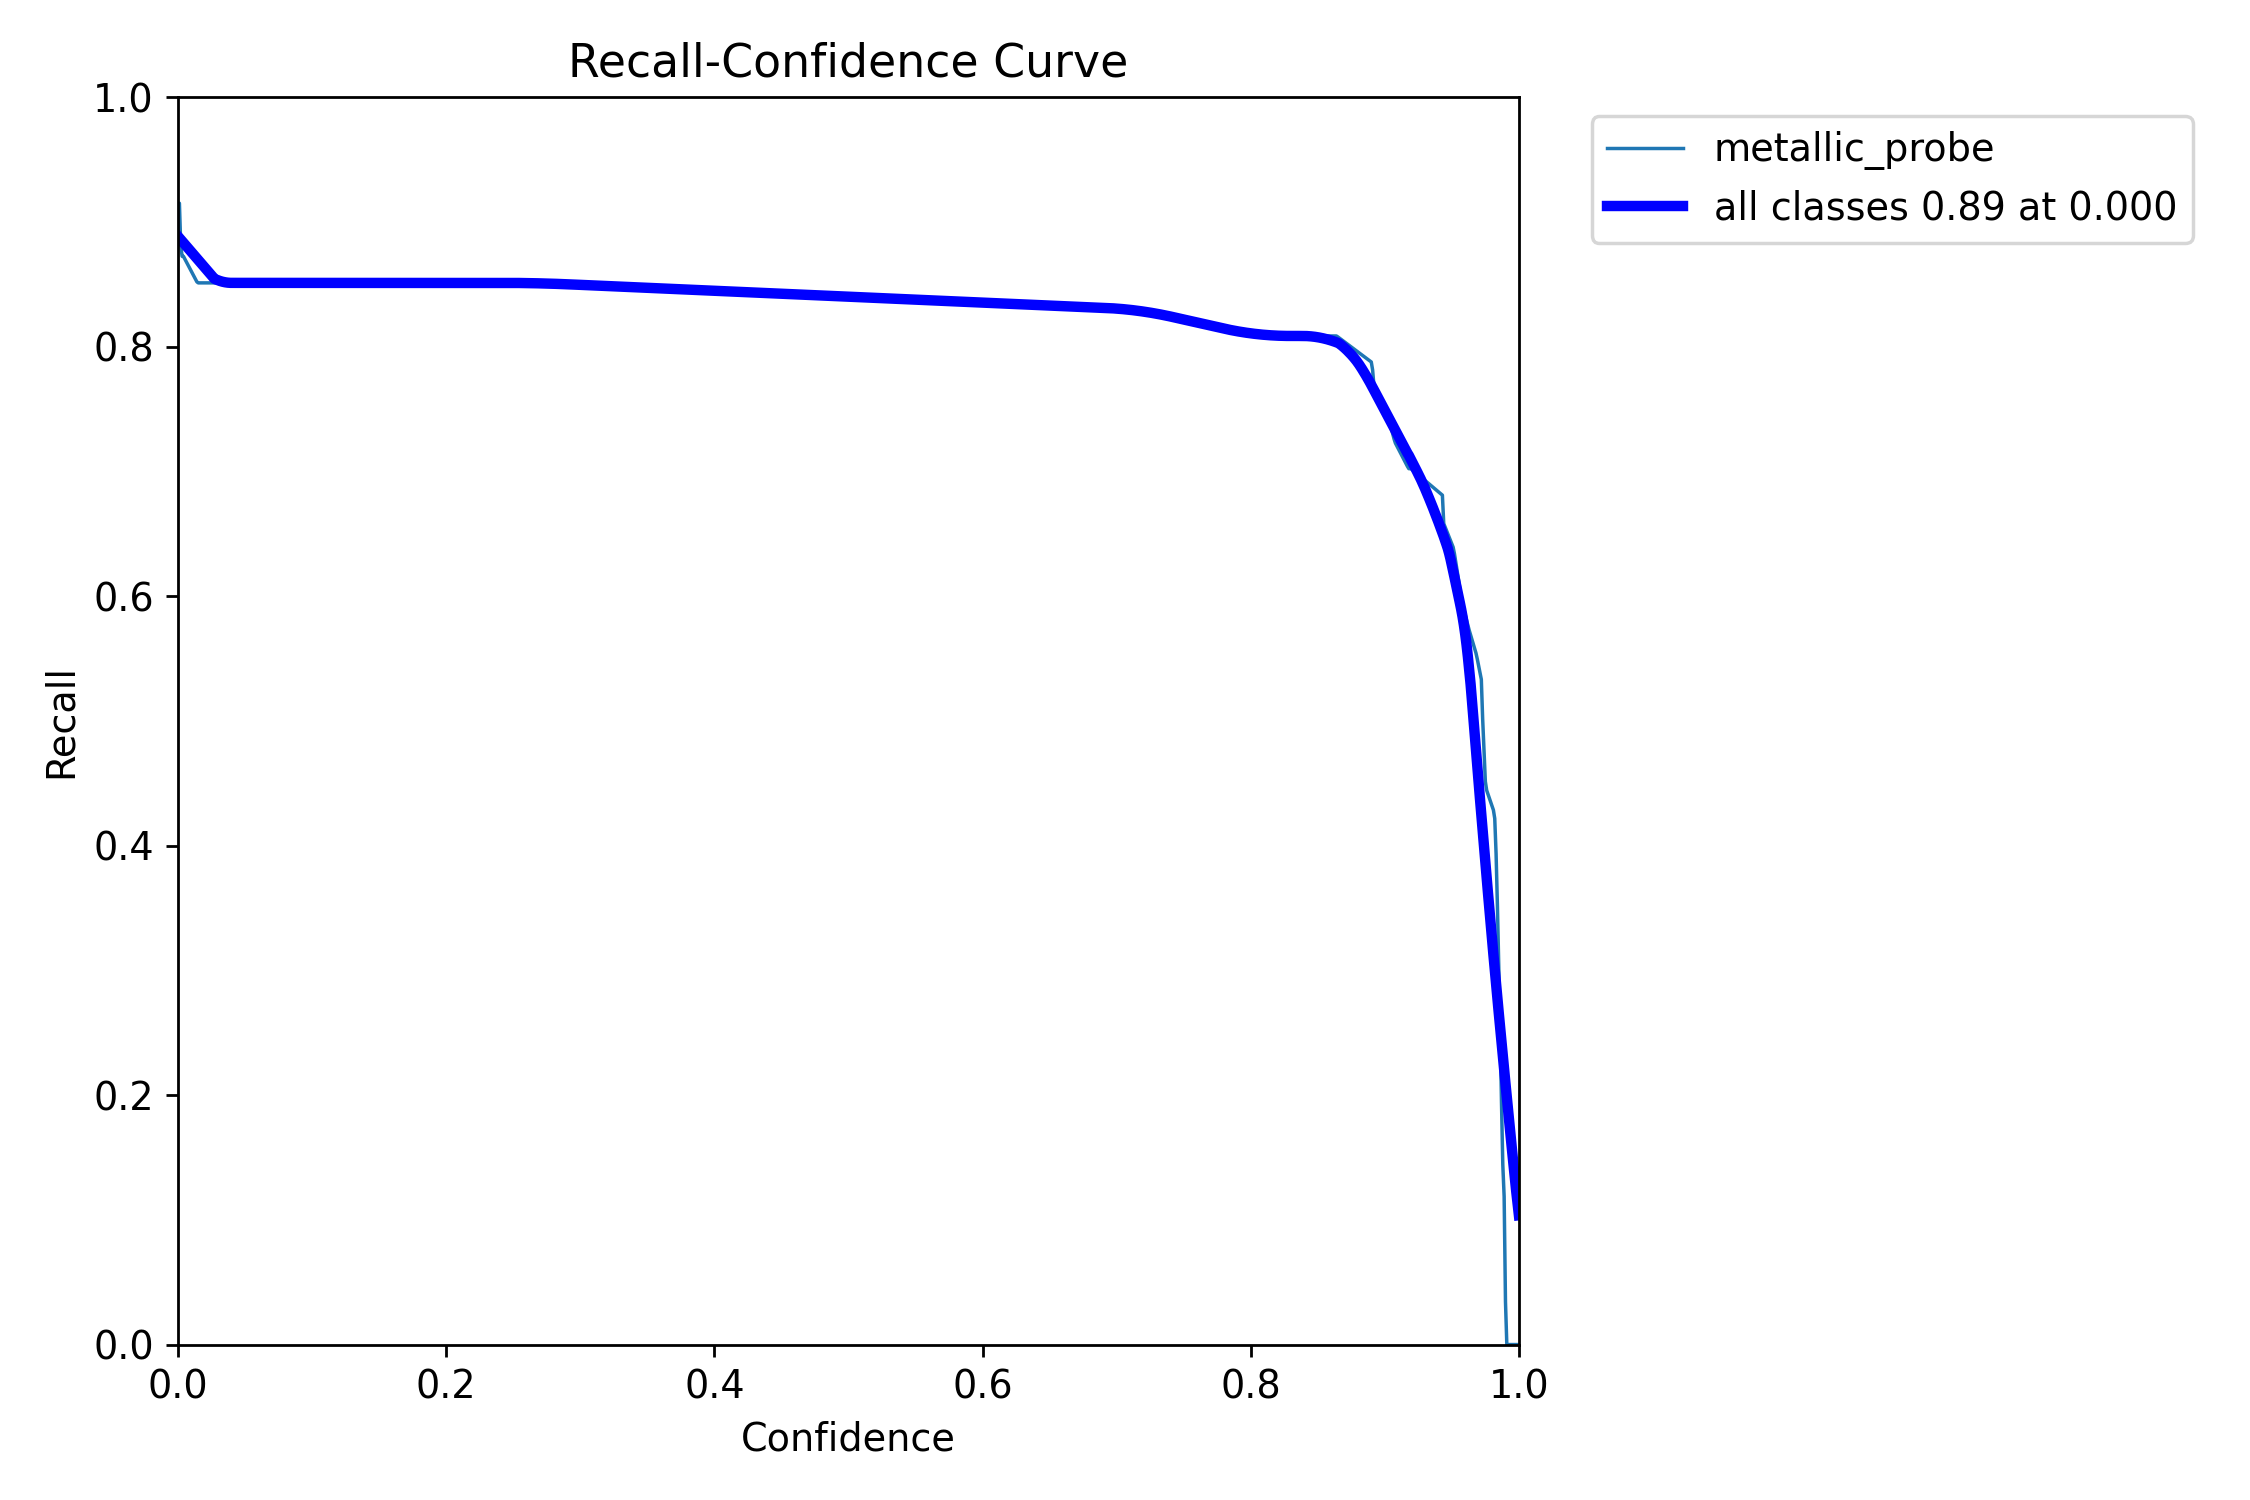 Recall-Confidence Curve
1.0
0.8
0.6
0.4
0.2
0.0
Recall
0.0 0.2 0.4 0.6 0.8 1.0
Confidence
metallic_probe
all classes 0.89 at 0.000